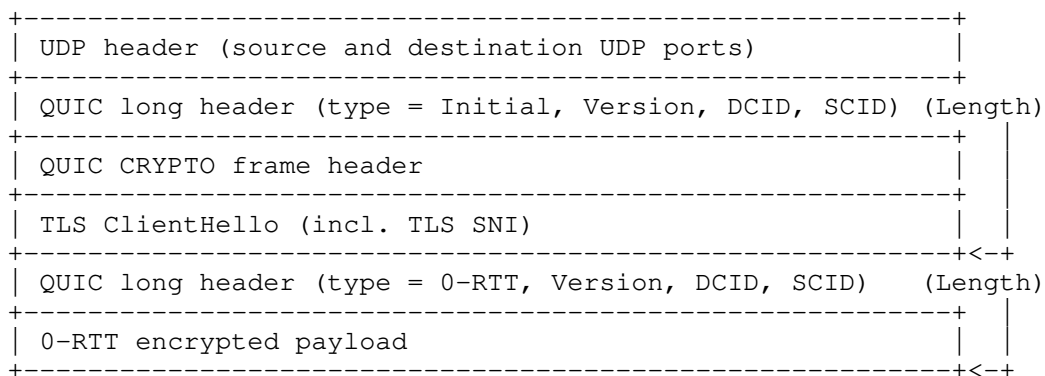 UDP header (source and destination UDP ports)
QUIC long header (type = Initial, Version, DCID, SCID) (Length)
QUIC CRYPTO frame header
TLS ClientHello (incl. TLS SNI)
QUIC long header (type = 0-RTT, Version, DCID, SCID) (Length)
0-RTT encrypted payload